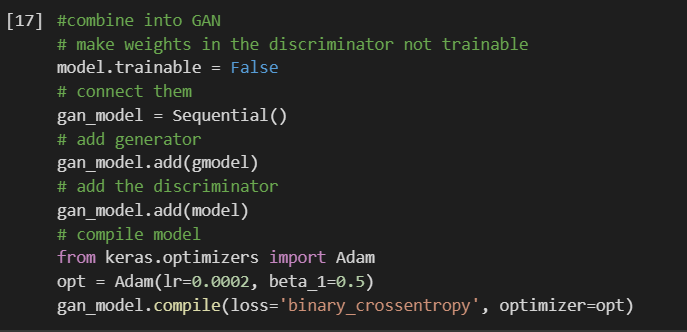 [17] #combine into GAN
# make weights in the discriminator not trainable
model.trainable = False
# connect them
gan_model = Sequential()
# add generator
gan_model.add(gmodel)
# add the discriminator
gan_model.add(model)
# compile model
from keras.optimizers import Adam
opt = Adam(lr=0.0002, beta_1=0.5)
gan_model.compile(loss='binary_crossentropy', optimizer=opt)